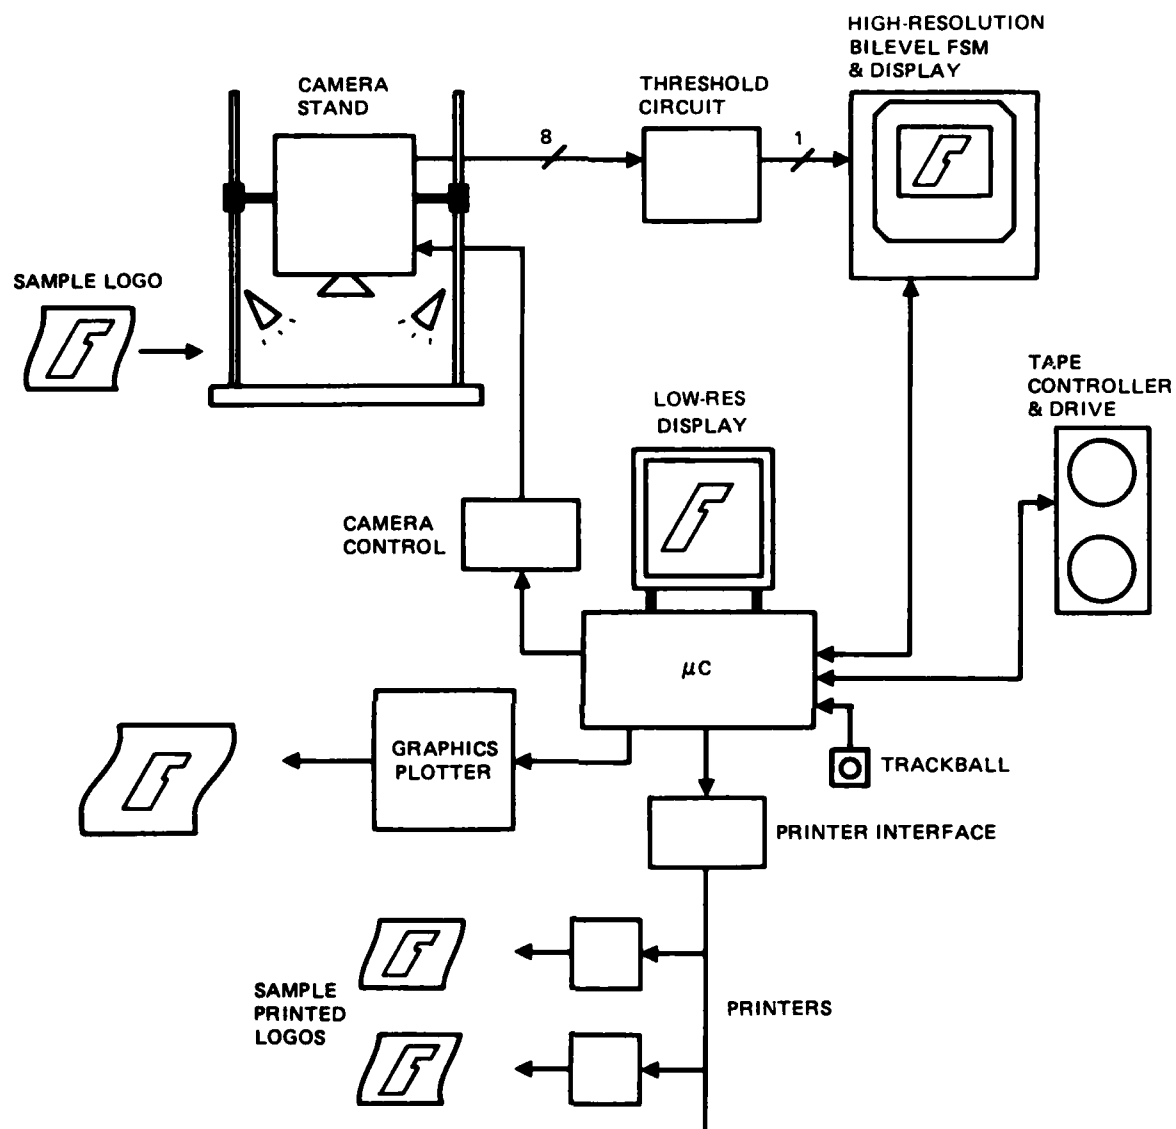 HIGH-RESOLUTION
BILEVEL FSM
& DISPLAY
CAMERA
STAND
THRESHOLD
CIRCUIT
8
1
SAMPLE LOGO
TAPE
CONTROLLER
& DRIVE
LOW-RES
DISPLAY
CAMERA
CONTROL
μC
GRAPHICS
PLOTTER
TRACKBALL
PRINTER INTERFACE
SAMPLE
PRINTED
LOGOS
PRINTERS